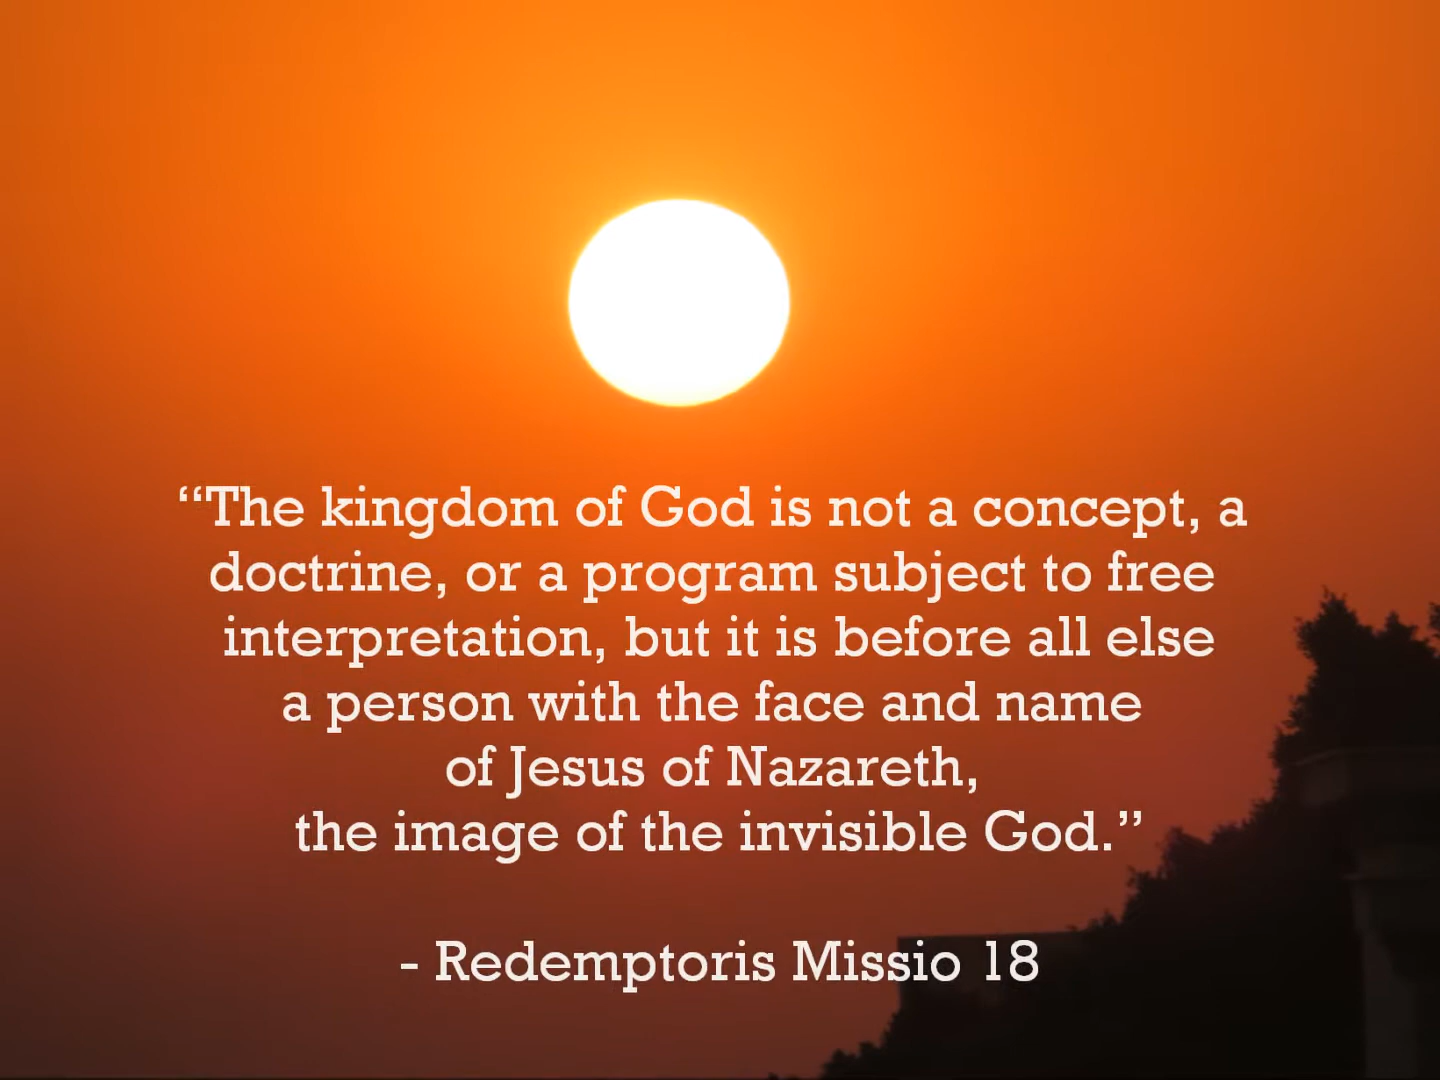 “The kingdom of God is not a concept, a
doctrine, or a program subject to free
interpretation, but it is before all else
a person with the face and name
of Jesus of Nazareth,
the image of the invisible God.”
- Redemptoris Missio 18